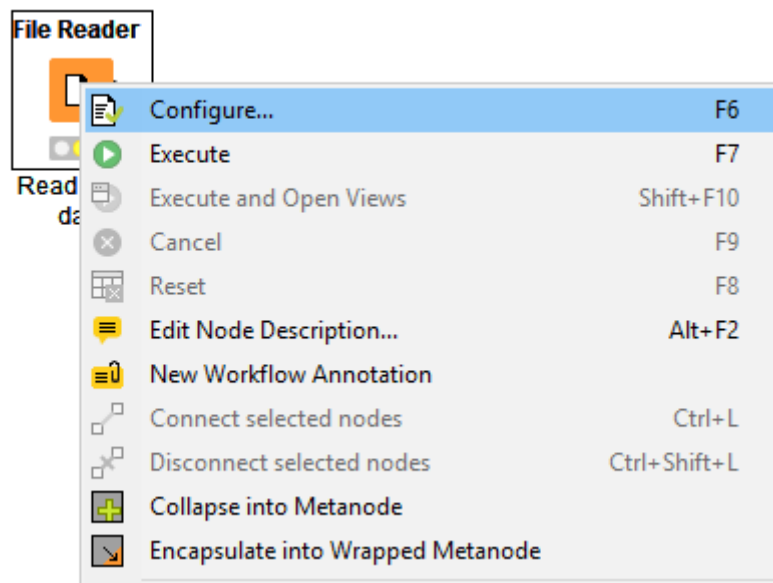 File Reader
Configure... F6
Execute F7
Read
Execute and Open Views Shift+F10
Cancel F9
Reset F8
Edit Node Description... Alt+F2
New Workflow Annotation
Connect selected nodes Ctrl+L
Disconnect selected nodes Ctrl+Shift+L
Collapse into Metanode
Encapsulate into Wrapped Metanode